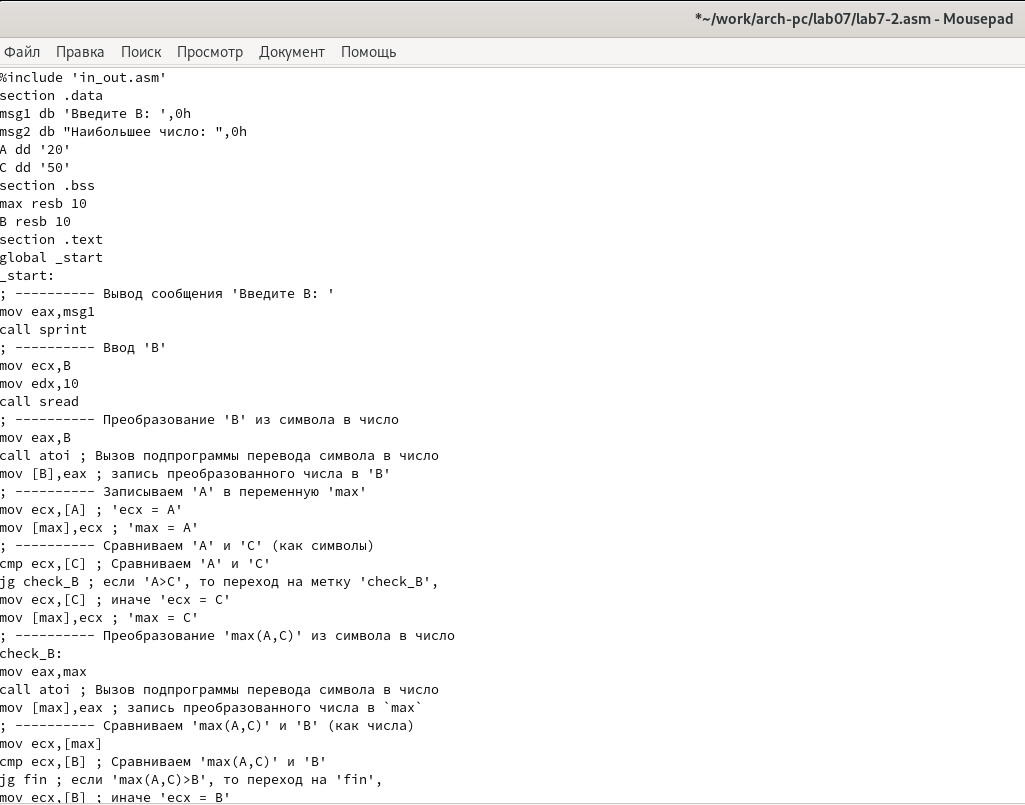 *~/work/arch-pc/lab07/lab7-2.asm - Mousepad
Файл Правка Поиск Просмотр Документ Помощь
%include 'in_out.asm'
section .data
msg1 db 'Введите B: ',0h
msg2 db "Наибольшее число: ",0h
A dd '20'
C dd '50'
section .bss
max resb 10
B resb 10
section .text
global _start
_start:
; ---------- Вывод сообщения 'Введите B: '
mov eax,msg1
call sprint
; ---------- Ввод 'B'
mov ecx,B
mov edx,10
call sread
; ---------- Преобразование 'B' из символа в число
mov eax,B
call atoi ; Вызов подпрограммы перевода символа в число
mov [B],eax ; запись преобразованного числа в 'B'
; ---------- Записываем 'A' в переменную 'max'
mov ecx,[A] ; 'ecx = A'
mov [max],ecx ; 'max = A'
; ---------- Сравниваем 'A' и 'C' (как символы)
cmp ecx,[C] ; Сравниваем 'A' и 'C'
jg check_B ; если 'A>C', то переход на метку 'check_B',
mov ecx,[C] ; иначе 'ecx = C'
mov [max],ecx ; 'max = C'
; ---------- Преобразование 'max(A,C)' из символа в число
check_B:
mov eax,max
call atoi ; Вызов подпрограммы перевода символа в число
mov [max],eax ; запись преобразованного числа в `max`
; ---------- Сравниваем 'max(A,C)' и 'B' (как числа)
mov ecx,[max]
cmp ecx,[B] ; Сравниваем 'max(A,C)' и 'B'
jg fin ; если 'max(A,C)>B', то переход на 'fin',
mov ecx,[B] ; иначе 'ecx = B'